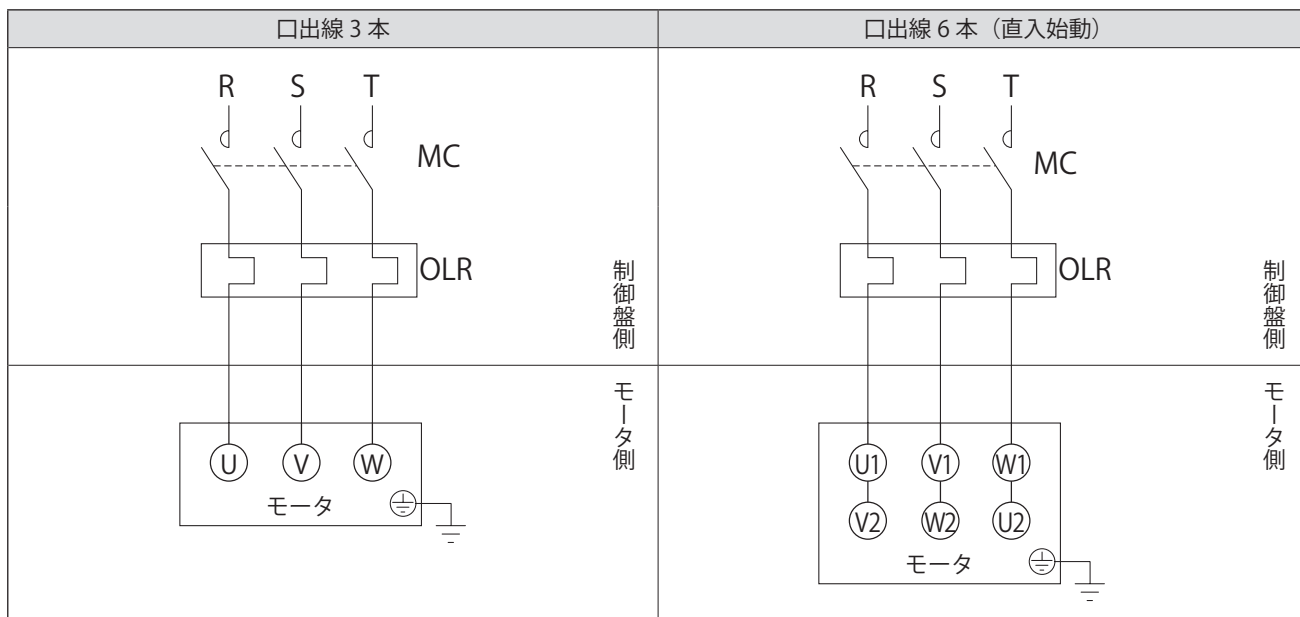 口出線 3 本
口出線 6 本（直入始動）
R S T
MC
OLR
制御盤側
モータ側
U V W
モータ
R S T
MC
OLR
制御盤側
モータ側
U1 V1 W1
V2 W2 U2
モータ